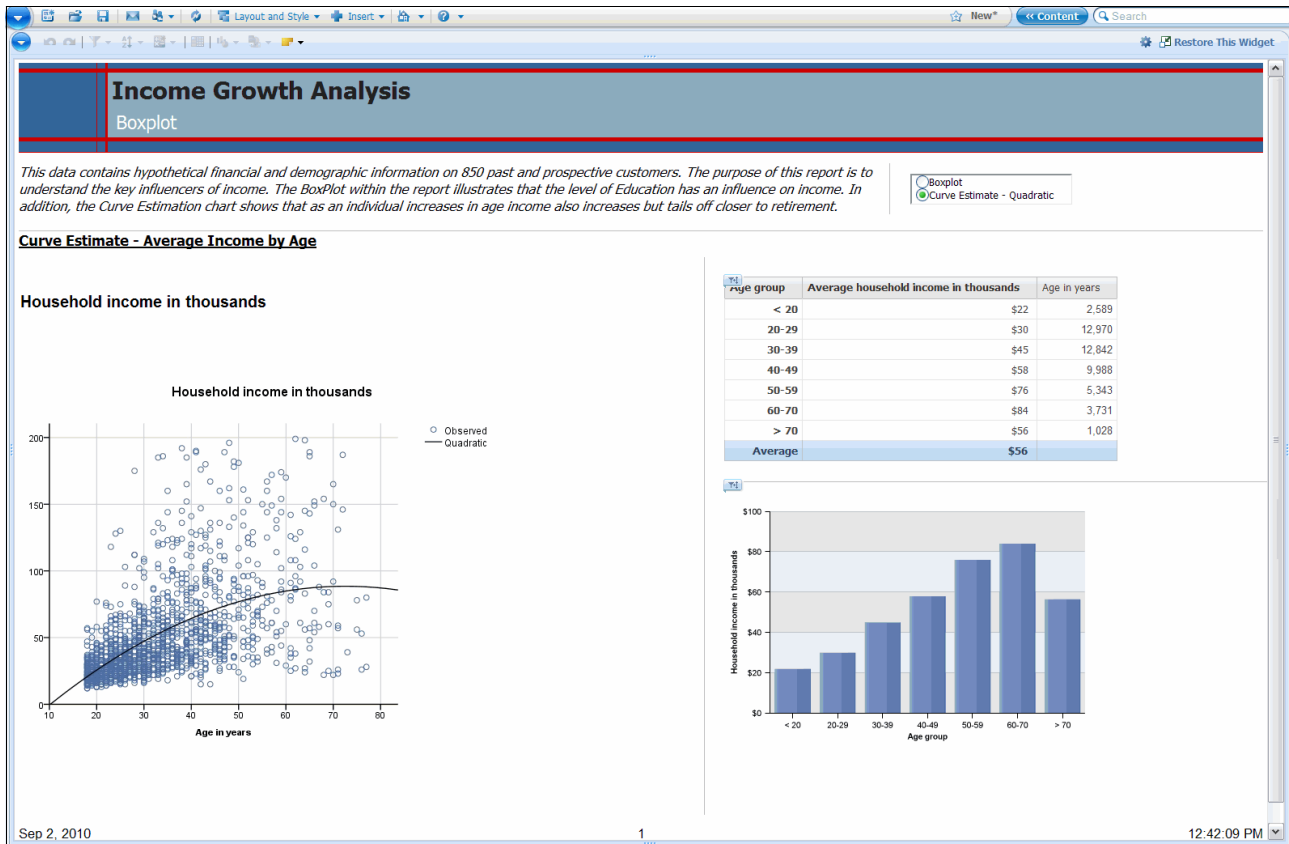 Layout and Style Insert New* « Content Search
Restore This Widget
Income Growth Analysis
Boxplot
This data contains hypothetical financial and demographic information on 850 past and prospective customers. The purpose of this report is to
understand the key influencers of income. The BoxPlot within the report illustrates that the level of Education has an influence on income. In
addition, the Curve Estimation chart shows that as an individual increases in age income also increases but tails off closer to retirement.
Boxplot
Curve Estimate - Quadratic
Curve Estimate - Average Income by Age
Household income in thousands
Household income in thousands
Observed
Quadratic
200
150
100
50
0
10 20 30 40 50 60 70 80
Age in years
Age group Average household income in thousands Age in years
< 20 $22 2,589
20-29 $30 12,970
30-39 $45 12,842
40-49 $58 9,988
50-59 $76 5,343
60-70 $84 3,731
> 70 $56 1,028
Average $56
Household income in thousands
$100
$80
$60
$40
$20
$0
< 20 20-29 30-39 40-49 50-59 60-70 > 70
Age group
Sep 2, 2010 1 12:42:09 PM